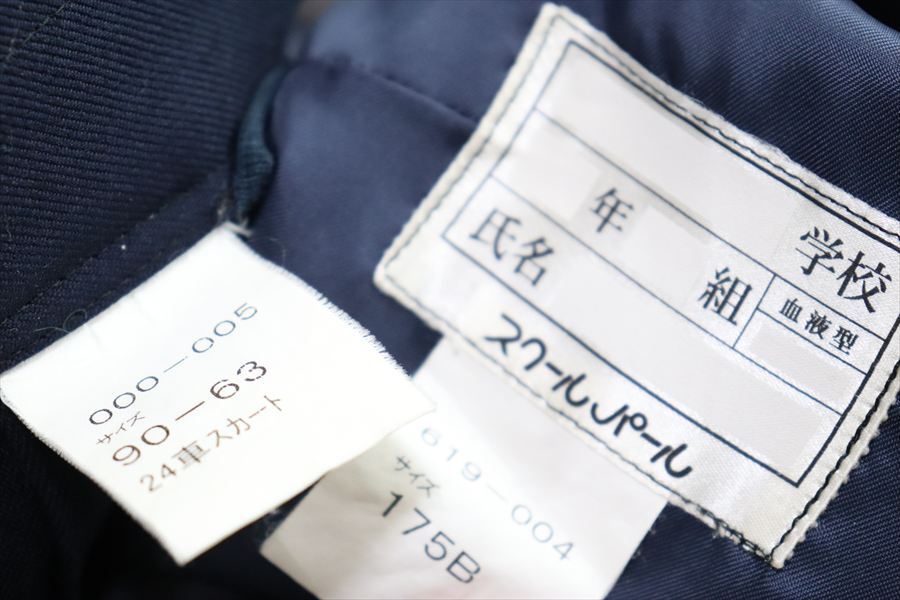 学校
年 組 血液型
氏名
スクールパール
000-005
サイズ
90-63
24車スカート
619-004
サイズ
175B